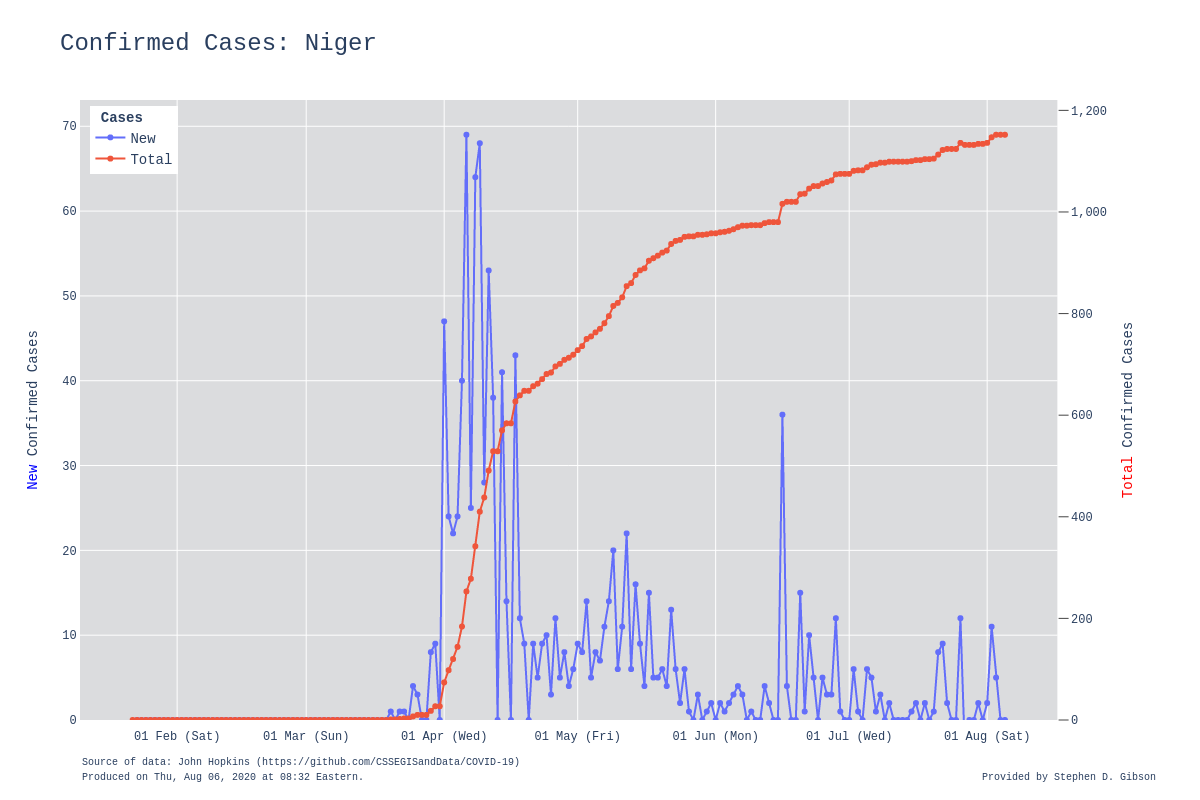 Confirmed Cases: Niger
Cases
New
Total
70
60
50
40
30
20
10
0
1,200
1,000
800
600
400
200
0
New Confirmed Cases
Total Confirmed Cases
01 Feb (Sat)
01 Mar (Sun)
01 Apr (Wed)
01 May (Fri)
01 Jun (Mon)
01 Jul (Wed)
01 Aug (Sat)
Source of data: John Hopkins (https://github.com/CSSEGISandData/COVID-19)
Produced on Thu, Aug 06, 2020 at 08:32 Eastern.
Provided by Stephen D. Gibson